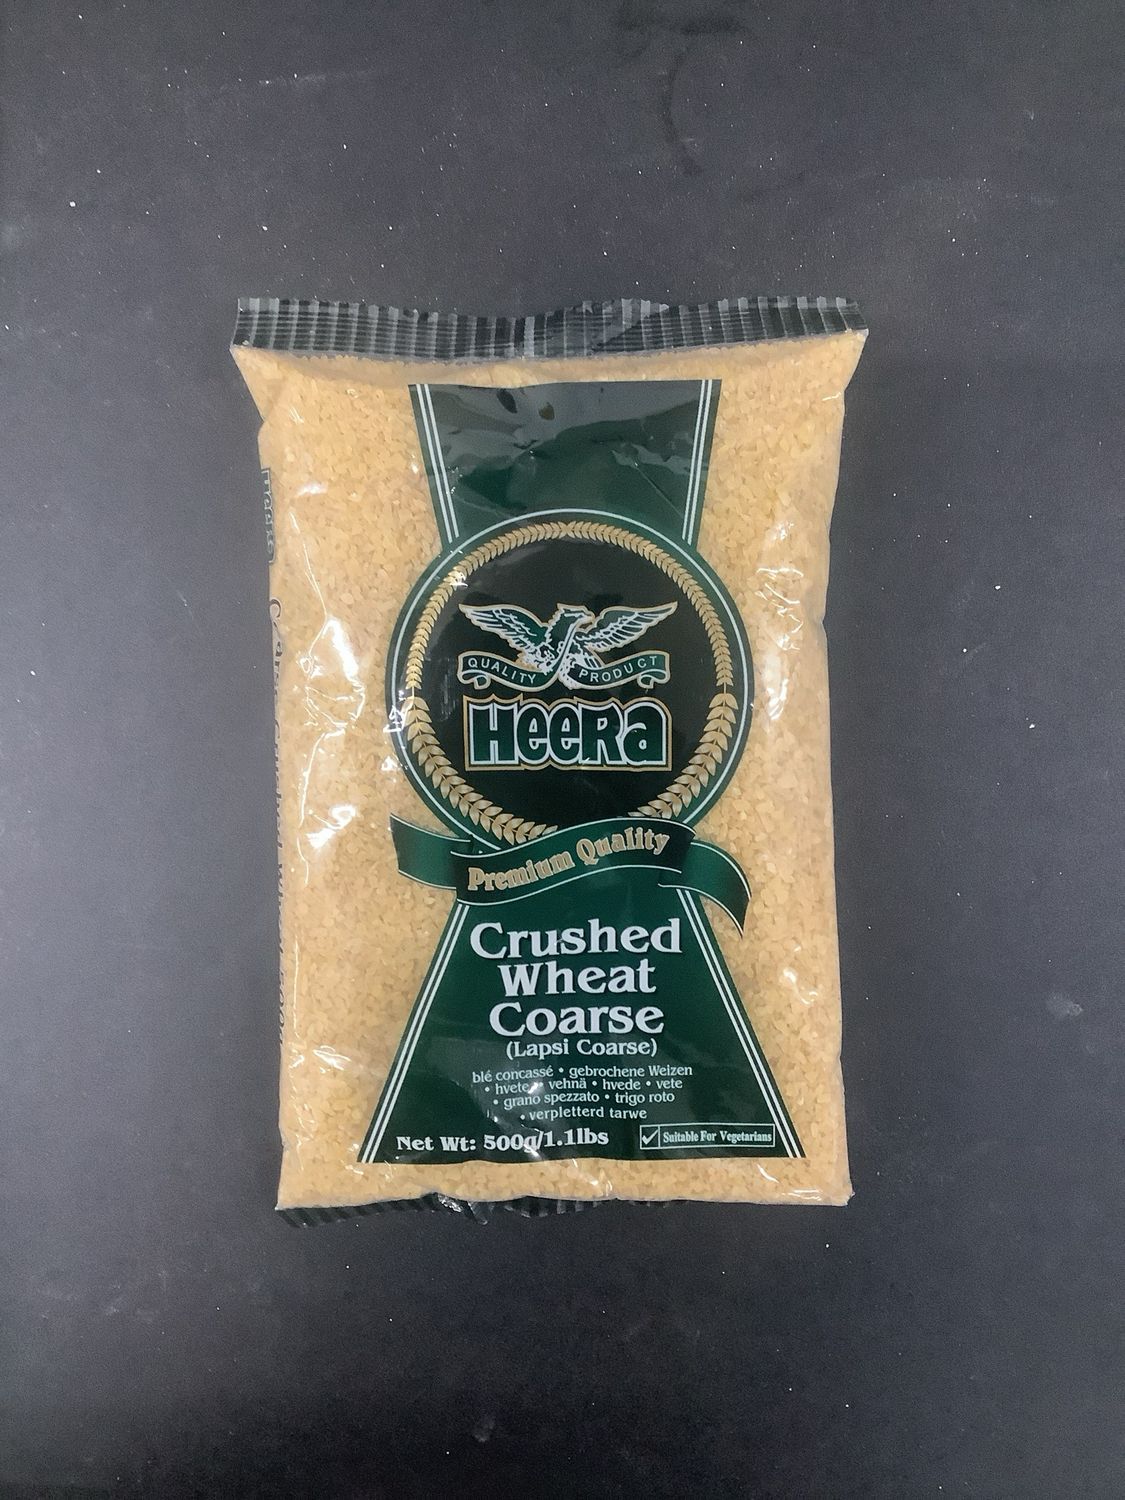 QUALITY PRODUCT
HeeRa
Premium Quality
Crushed
Wheat
Coarse
(Lapsi Coarse)
blé concassé • gebrochene Weizen
• hvete • vehnä • hvede • vete
• grano spezzato • trigo roto
• verpletterd tarwe
Net Wt: 500g/1.1lbs
Suitable For Vegetarians